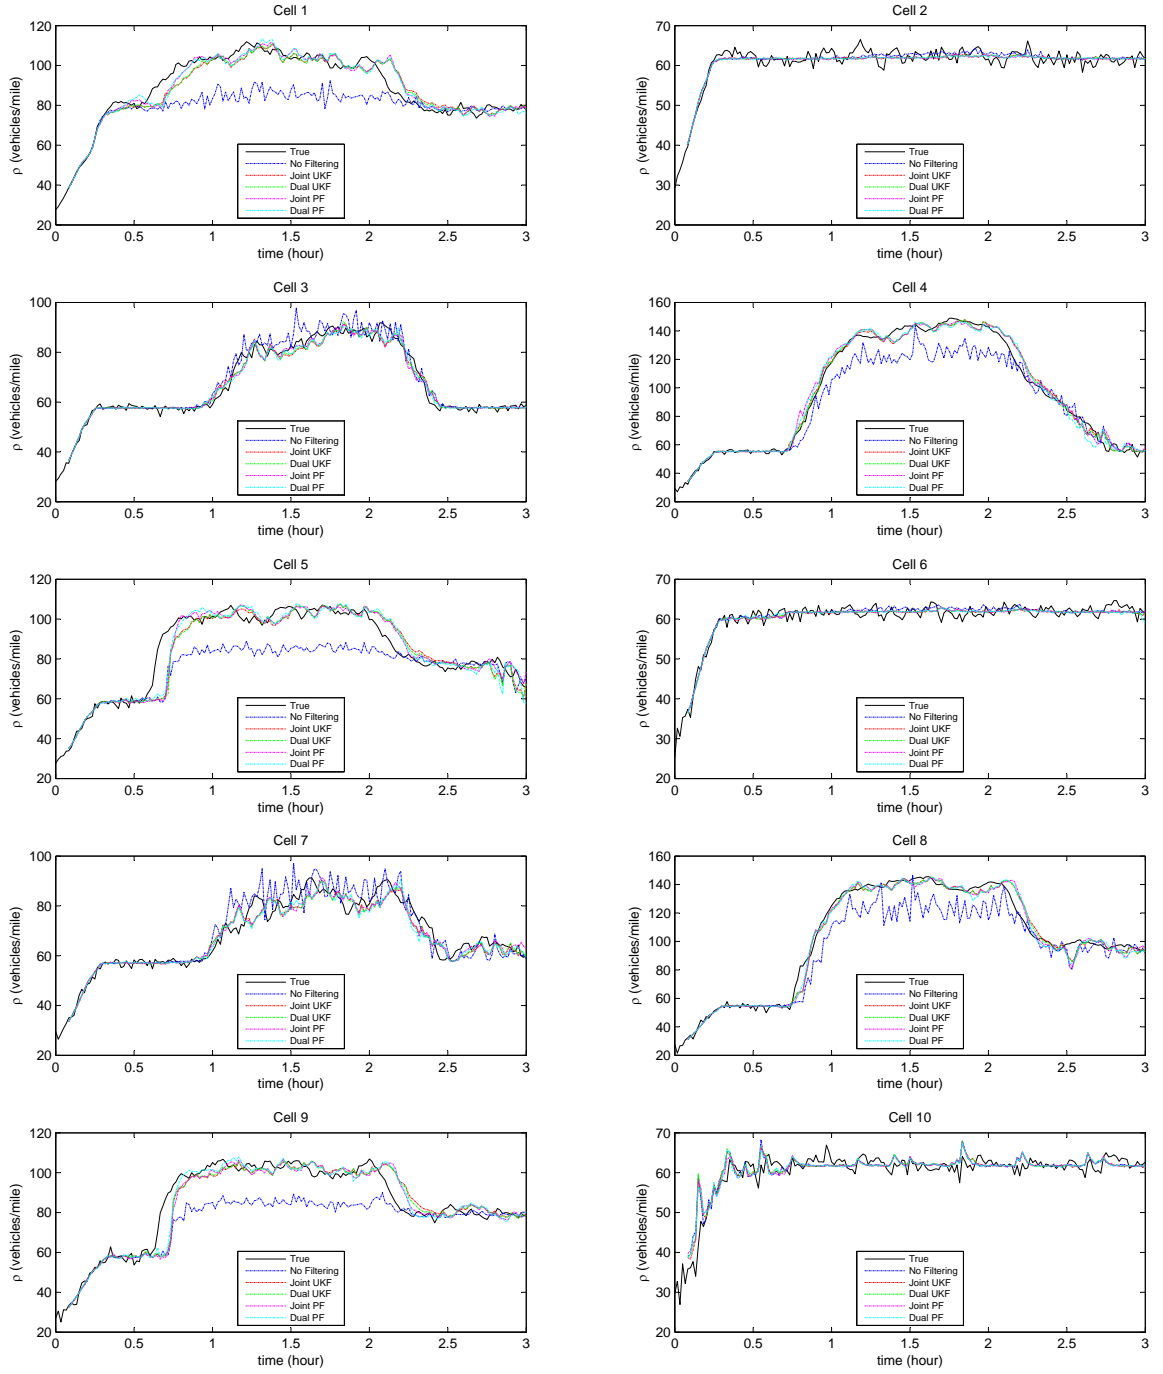 Cell 1
120
100
80
60
40
20
ρ (vehicles/mile)
True
No Filtering
Joint UKF
Dual UKF
Joint PF
Dual PF
0 0.5 1 1.5 2 2.5 3
time (hour)
Cell 2
70
60
50
40
30
20
ρ (vehicles/mile)
True
No Filtering
Joint UKF
Dual UKF
Joint PF
Dual PF
0 0.5 1 1.5 2 2.5 3
time (hour)
Cell 3
100
80
60
40
20
ρ (vehicles/mile)
True
No Filtering
Joint UKF
Dual UKF
Joint PF
Dual PF
0 0.5 1 1.5 2 2.5 3
time (hour)
Cell 4
160
140
120
100
80
60
40
20
ρ (vehicles/mile)
True
No Filtering
Joint UKF
Dual UKF
Joint PF
Dual PF
0 0.5 1 1.5 2 2.5 3
time (hour)
Cell 5
120
100
80
60
40
20
ρ (vehicles/mile)
True
No Filtering
Joint UKF
Dual UKF
Joint PF
Dual PF
0 0.5 1 1.5 2 2.5 3
time (hour)
Cell 6
70
60
50
40
30
20
ρ (vehicles/mile)
True
No Filtering
Joint UKF
Dual UKF
Joint PF
Dual PF
0 0.5 1 1.5 2 2.5 3
time (hour)
Cell 7
100
80
60
40
20
ρ (vehicles/mile)
True
No Filtering
Joint UKF
Dual UKF
Joint PF
Dual PF
0 0.5 1 1.5 2 2.5 3
time (hour)
Cell 8
160
140
120
100
80
60
40
20
ρ (vehicles/mile)
True
No Filtering
Joint UKF
Dual UKF
Joint PF
Dual PF
0 0.5 1 1.5 2 2.5 3
time (hour)
Cell 9
120
100
80
60
40
20
ρ (vehicles/mile)
True
No Filtering
Joint UKF
Dual UKF
Joint PF
Dual PF
0 0.5 1 1.5 2 2.5 3
time (hour)
Cell 10
70
60
50
40
30
20
ρ (vehicles/mile)
True
No Filtering
Joint UKF
Dual UKF
Joint PF
Dual PF
0 0.5 1 1.5 2 2.5 3
time (hour)